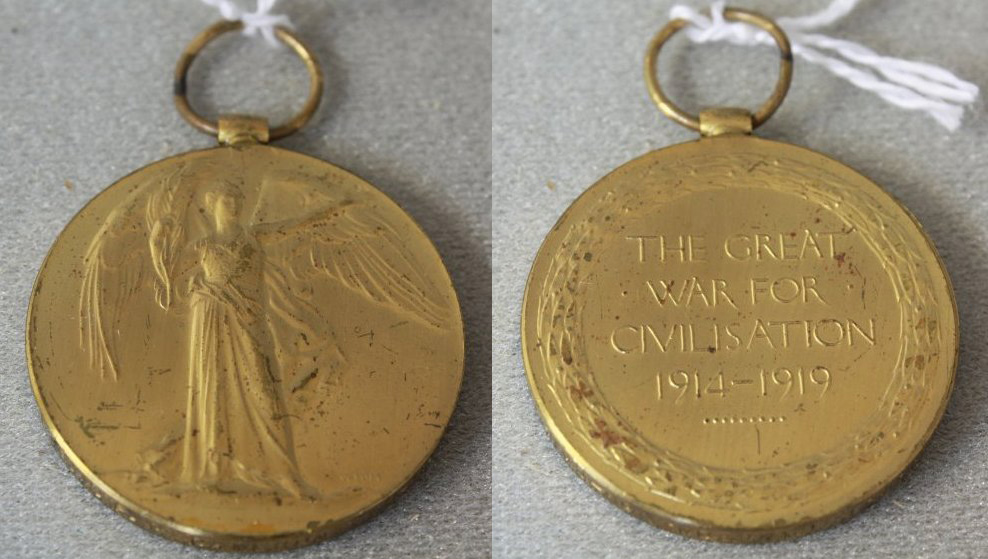 THE GREAT
WAR FOR
CIVILISATION
1914-1919